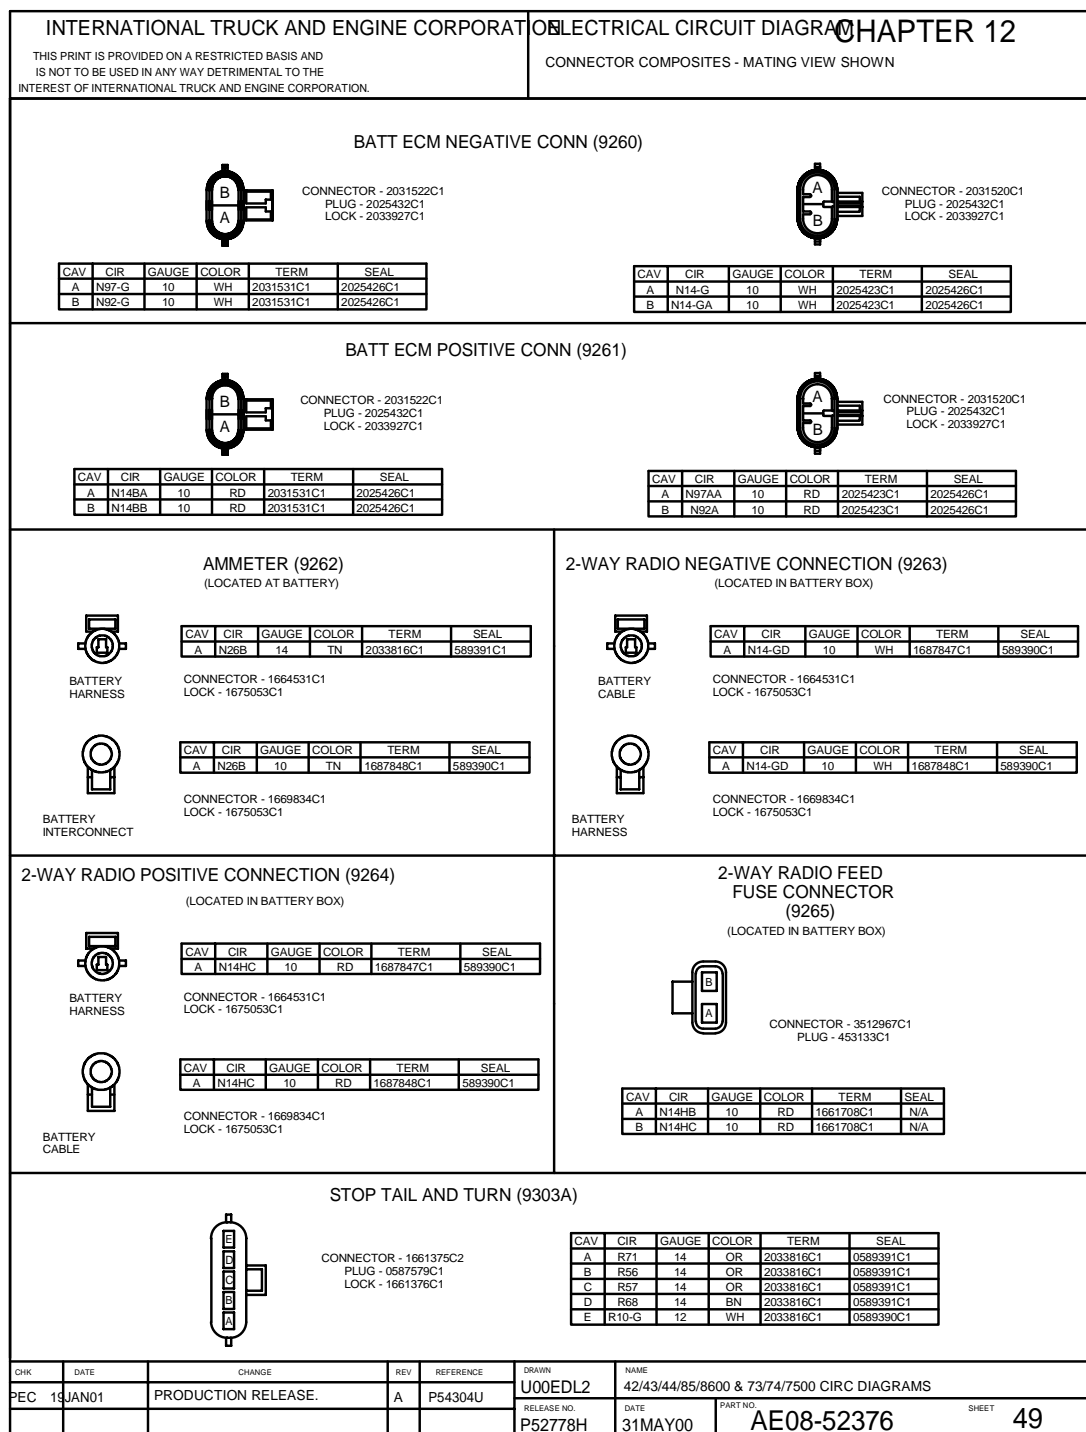 INTERNATIONAL TRUCK AND ENGINE CORPORATION
THIS PRINT IS PROVIDED ON A RESTRICTED BASIS AND
IS NOT TO BE USED IN ANY WAY DETRIMENTAL TO THE
INTEREST OF INTERNATIONAL TRUCK AND ENGINE CORPORATION.
ELECTRICAL CIRCUIT DIAGRAM
CHAPTER 12
CONNECTOR COMPOSITES - MATING VIEW SHOWN
BATT ECM NEGATIVE CONN (9260)
B
A
CONNECTOR - 2031522C1
PLUG - 2025432C1
LOCK - 2033927C1
CAV CIR GAUGE COLOR TERM SEAL
A N97-G 10 WH 2031531C1 2025426C1
B N92-G 10 WH 2031531C1 2025426C1
A
B
CONNECTOR - 2031520C1
PLUG - 2025432C1
LOCK - 2033927C1
CAV CIR GAUGE COLOR TERM SEAL
A N14-G 10 WH 2025423C1 2025426C1
B N14-GA 10 WH 2025423C1 2025426C1
BATT ECM POSITIVE CONN (9261)
B
A
CONNECTOR - 2031522C1
PLUG - 2025432C1
LOCK - 2033927C1
CAV CIR GAUGE COLOR TERM SEAL
A N14BA 10 RD 2031531C1 2025426C1
B N14BB 10 RD 2031531C1 2025426C1
A
B
CONNECTOR - 2031520C1
PLUG - 2025432C1
LOCK - 2033927C1
CAV CIR GAUGE COLOR TERM SEAL
A N97AA 10 RD 2025423C1 2025426C1
B N92A 10 RD 2025423C1 2025426C1
AMMETER (9262)
(LOCATED AT BATTERY)
BATTERY
HARNESS
CAV CIR GAUGE COLOR TERM SEAL
A N26B 14 TN 2033816C1 589391C1
CONNECTOR - 1664531C1
LOCK - 1675053C1
BATTERY
INTERCONNECT
CAV CIR GAUGE COLOR TERM SEAL
A N26B 10 TN 1687848C1 589390C1
CONNECTOR - 1669834C1
LOCK - 1675053C1
2-WAY RADIO NEGATIVE CONNECTION (9263)
(LOCATED IN BATTERY BOX)
BATTERY
CABLE
CAV CIR GAUGE COLOR TERM SEAL
A N14-GD 10 WH 1687847C1 589390C1
CONNECTOR - 1664531C1
LOCK - 1675053C1
BATTERY
HARNESS
CAV CIR GAUGE COLOR TERM SEAL
A N14-GD 10 WH 1687848C1 589390C1
CONNECTOR - 1669834C1
LOCK - 1675053C1
2-WAY RADIO POSITIVE CONNECTION (9264)
(LOCATED IN BATTERY BOX)
BATTERY
HARNESS
CAV CIR GAUGE COLOR TERM SEAL
A N14HC 10 RD 1687847C1 589390C1
CONNECTOR - 1664531C1
LOCK - 1675053C1
BATTERY
CABLE
CAV CIR GAUGE COLOR TERM SEAL
A N14HC 10 RD 1687848C1 589390C1
CONNECTOR - 1669834C1
LOCK - 1675053C1
2-WAY RADIO FEED
FUSE CONNECTOR
(9265)
(LOCATED IN BATTERY BOX)
B
A
CONNECTOR - 3512967C1
PLUG - 453133C1
CAV CIR GAUGE COLOR TERM SEAL
A N14HB 10 RD 1661708C1 N/A
B N14HC 10 RD 1661708C1 N/A
STOP TAIL AND TURN (9303A)
E
D
C
B
A
CONNECTOR - 1661375C2
PLUG - 0587579C1
LOCK - 1661376C1
CAV CIR GAUGE COLOR TERM SEAL
A R71 14 OR 2033816C1 0589391C1
B R56 14 OR 2033816C1 0589391C1
C R57 14 OR 2033816C1 0589391C1
D R68 14 BN 2033816C1 0589391C1
E R10-G 12 WH 2033816C1 0589390C1
CHK DATE CHANGE REV REFERENCE
PEC 19JAN01 PRODUCTION RELEASE. A P54304U
DRAWN
U00EDL2
NAME
42/43/44/85/8600 & 73/74/7500 CIRC DIAGRAMS
RELEASE NO.
P52778H
DATE
31MAY00
PART NO.
AE08-52376
SHEET
49